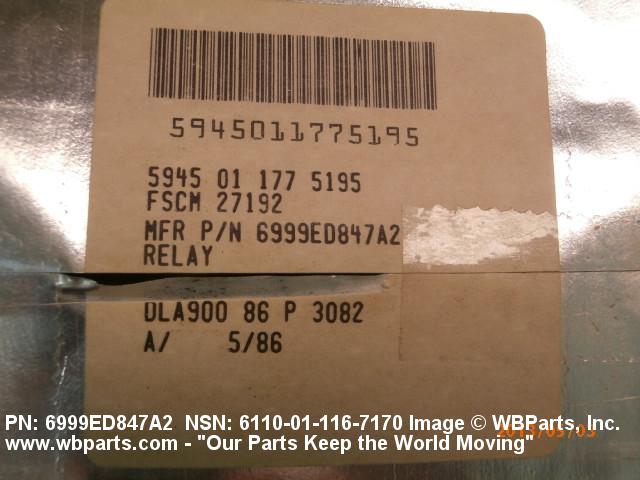 5945011775195
5945 01 177 5195
FSCM 27192
MFR P/N 6999ED847A2
RELAY
DLA900 86 P 3082
A/ 5/86
PN: 6999ED847A2 NSN: 6110-01-116-7170 Image © WBParts, Inc.
www.wbparts.com - "Our Parts Keep the World Moving"